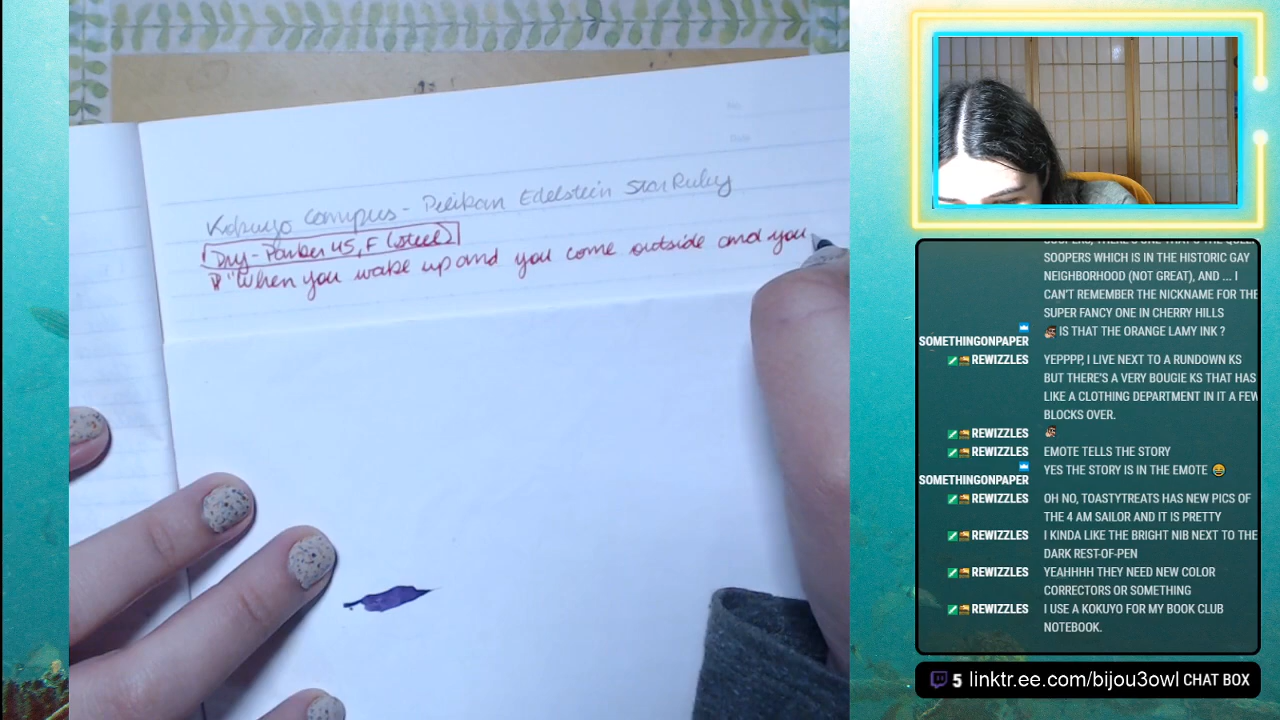 No.
Date
Kokuyo Campus - Pelikan Edelstein Star Ruby
Dry - Parker 45, F (steel)
"When you wake up and you come outside and you
SOOPERS WHICH IS IN THE HISTORIC GAY
NEIGHBORHOOD (NOT GREAT), AND ... I
CAN'T REMEMBER THE NICKNAME FOR THE
SUPER FANCY ONE IN CHERRY HILLS
SOMETHINGONPAPER IS THAT THE ORANGE LAMY INK ?
REWIZZLES YEPPPP, I LIVE NEXT TO A RUNDOWN KS
BUT THERE'S A VERY BOUGIE KS THAT HAS
LIKE A CLOTHING DEPARTMENT IN IT A FEW
BLOCKS OVER.
REWIZZLES
REWIZZLES EMOTE TELLS THE STORY
SOMETHINGONPAPER YES THE STORY IS IN THE EMOTE 😅
REWIZZLES OH NO, TOASTYTREATS HAS NEW PICS OF
THE 4 AM SAILOR AND IT IS PRETTY
REWIZZLES I KINDA LIKE THE BRIGHT NIB NEXT TO THE
DARK REST-OF-PEN
REWIZZLES YEAHHHH THEY NEED NEW COLOR
CORRECTORS OR SOMETHING
REWIZZLES I USE A KOKUYO FOR MY BOOK CLUB
NOTEBOOK.
5 linktr.ee.com/bijou3owl CHAT BOX